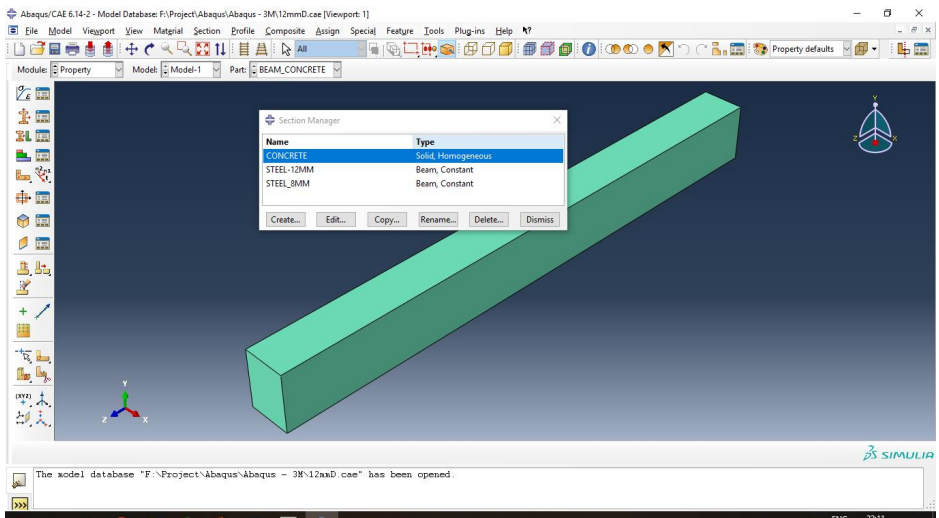 Abaqus/CAE 6.14-2 - Model Database: F:\Project\Abaqus\Abaqus - 3M\12mmD.cae [Viewport: 1]
File Model Viewport View Material Section Profile Composite Assign Special Feature Tools Plug-ins Help
All Property defaults
Module: Property Model: Model-1 Part: BEAM_CONCRETE
Section Manager
Name Type
CONCRETE Solid, Homogeneous
STEEL-12MM Beam, Constant
STEEL_8MM Beam, Constant
Create... Edit... Copy... Rename... Delete... Dismiss
Y
Z X
(XYZ)
Y
Z X
SIMULIA
The model database "F:\Project\Abaqus\Abaqus - 3M\12mmD.cae" has been opened.
>>>